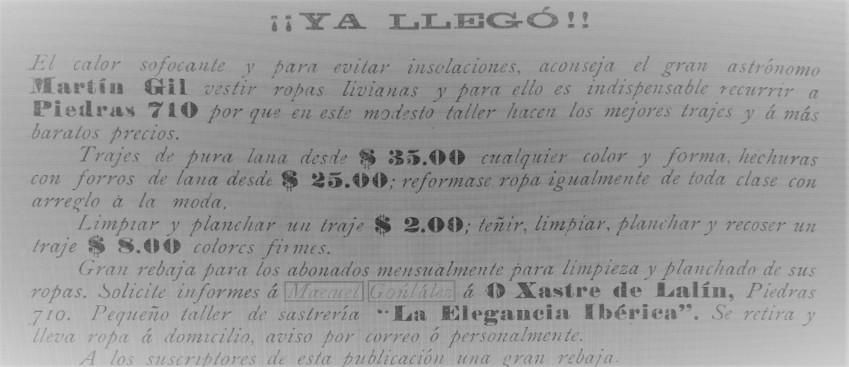 ¡¡YA LLEGÓ!!
El calor sofocante y para evitar insolaciones, aconseja el gran astrónomo
Martín Gil vestir ropas livianas y para ello es indispensable recurrir a
Piedras 710 por que en este modesto taller hacen los mejores trajes y á más
baratos precios.
Trajes de pura lana desde $ 35.00 cualquier color y forma, hechuras
con forros de lana desde $ 25.00; reformase ropa igualmente de toda clase con
arreglo à la moda.
Limpiar y planchar un traje $ 2.00; teñir, limpiar, planchar y recoser un
traje $ 8.00 colores firmes.
Gran rebaja para los abonados mensualmente para limpieza y planchado de sus
ropas. Solicite informes á á O Xastre de Lalín, Piedras
710. Pequeño taller de sastrería "La Elegancia Ibérica". Se retira y
lleva ropa á domicilio, aviso por correo ó personalmente.
A los suscriptores de esta publicación una gran rebaja.